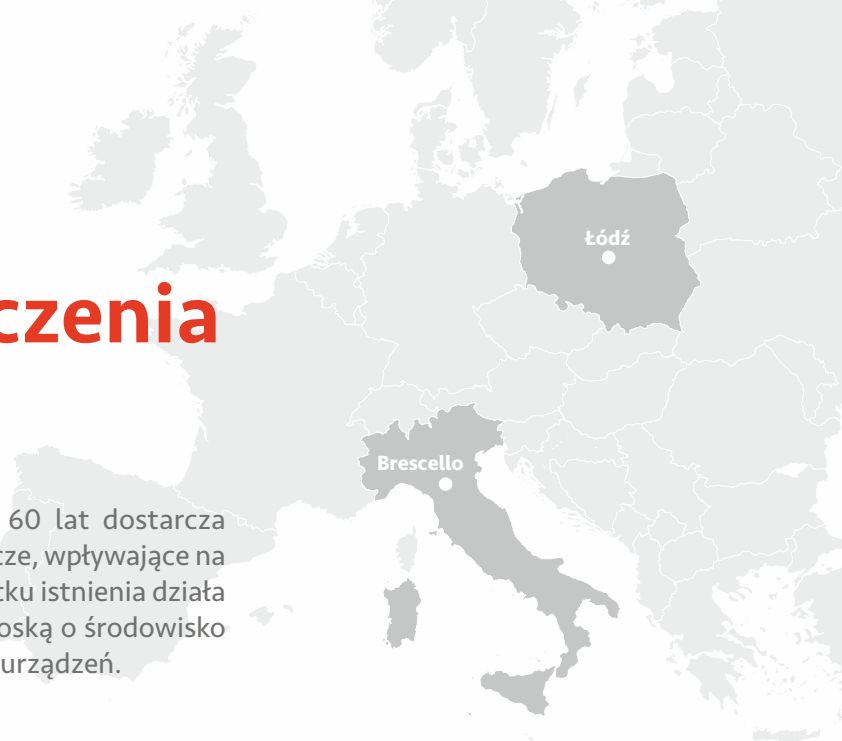 Łódź
czenia
Brescello
60 lat dostarcza
cze, wpływające na
tku istnienia działa
oską o środowisko
urządzeń.